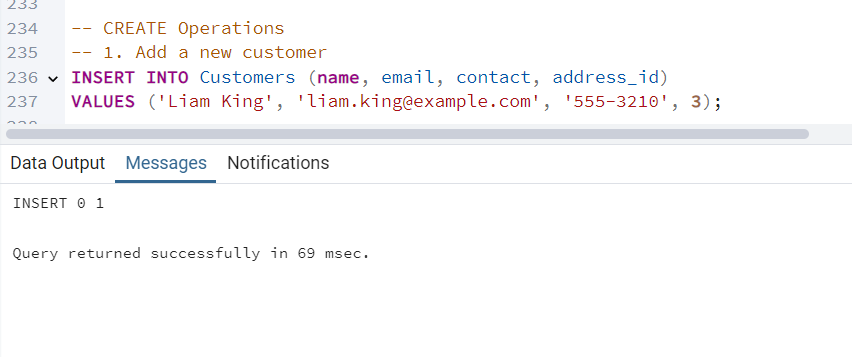 233
234 -- CREATE Operations
235 -- 1. Add a new customer
236 INSERT INTO Customers (name, email, contact, address_id)
237 VALUES ('Liam King', 'liam.king@example.com', '555-3210', 3);
Data Output Messages Notifications
INSERT 0 1
Query returned successfully in 69 msec.